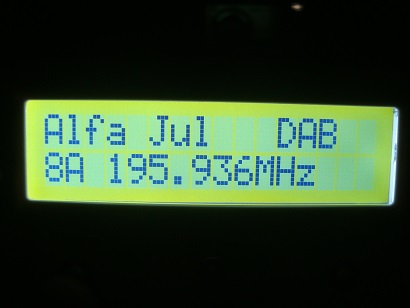 Alfa Jul DAB
8A 195.936MHz